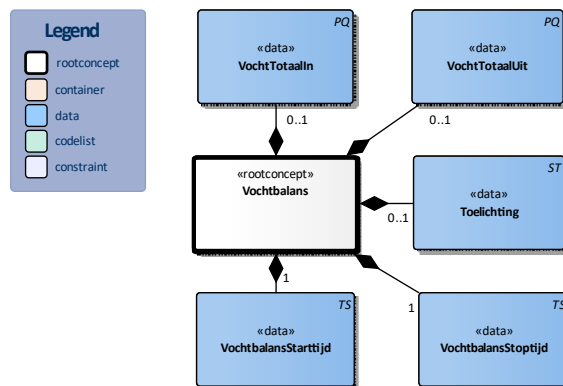 Legend
rootconcept
container
data
codelist
constraint
PQ
«data»
VochtTotaalIn
0..1
PQ
«data»
VochtTotaalUit
0..1
«rootconcept»
Vochtbalans
ST
«data»
Toelichting
0..1
1
TS
«data»
VochtbalansStarttijd
1
TS
«data»
VochtbalansStoptijd